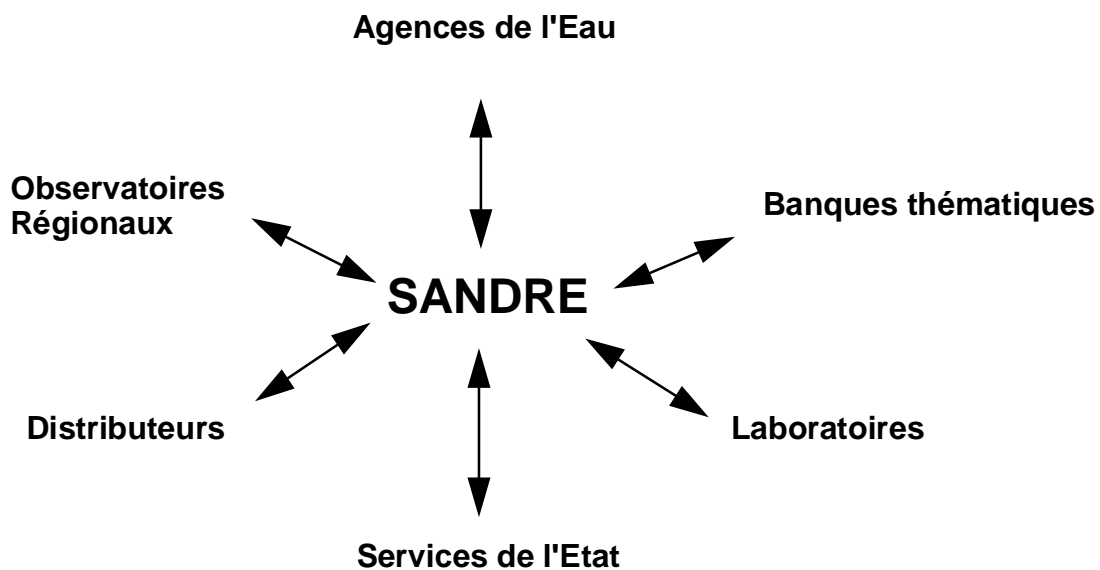 Agences de l'Eau
Observatoires
Régionaux
Banques thématiques
SANDRE
Distributeurs
Laboratoires
Services de l'Etat